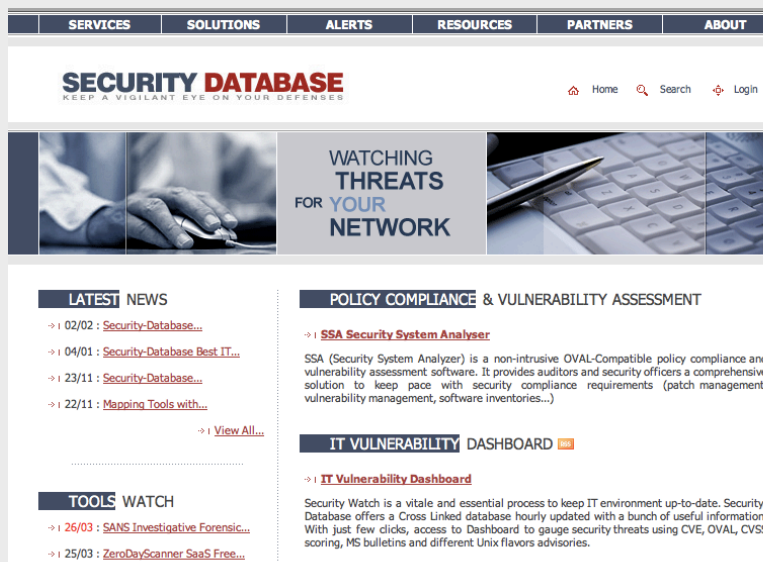 SERVICES SOLUTIONS ALERTS RESOURCES PARTNERS ABOUT
SECURITY DATABASE
KEEP A VIGILANT EYE ON YOUR DEFENSES
Home Search Login
WATCHING
THREATS
FOR YOUR
NETWORK
LATEST NEWS
02/02 : Security-Database...
04/01 : Security-Database Best IT...
23/11 : Security-Database...
22/11 : Mapping Tools with...
View All...
TOOLS WATCH
26/03 : SANS Investigative Forensic...
25/03 : ZeroDayScanner SaaS Free...
POLICY COMPLIANCE & VULNERABILITY ASSESSMENT
SSA Security System Analyzer
SSA (Security System Analyzer) is a non-intrusive OVAL-Compatible policy compliance and
vulnerability assessment software. It provides auditors and security officers a comprehensive
solution to keep pace with security compliance requirements (patch management
vulnerability management, software inventories...)
IT VULNERABILITY DASHBOARD
IT Vulnerability Dashboard
Security Watch is a vitale and essential process to keep IT environment up-to-date. Security
Database offers a Cross Linked database hourly updated with a bunch of useful information
With just few clicks, access to Dashboard to gauge security threats using CVE, OVAL, CVSS
scoring, MS bulletins and different Unix flavors advisories.